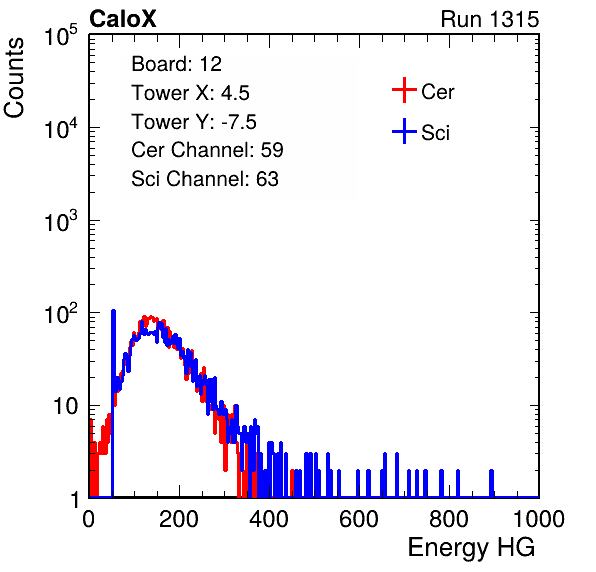 CaloX Run 1315
Counts
10^5
10^4
10^3
10^2
10
1
Board: 12
Tower X: 4.5
Tower Y: -7.5
Cer Channel: 59
Sci Channel: 63
Cer
Sci
0 200 400 600 800 1000
Energy HG